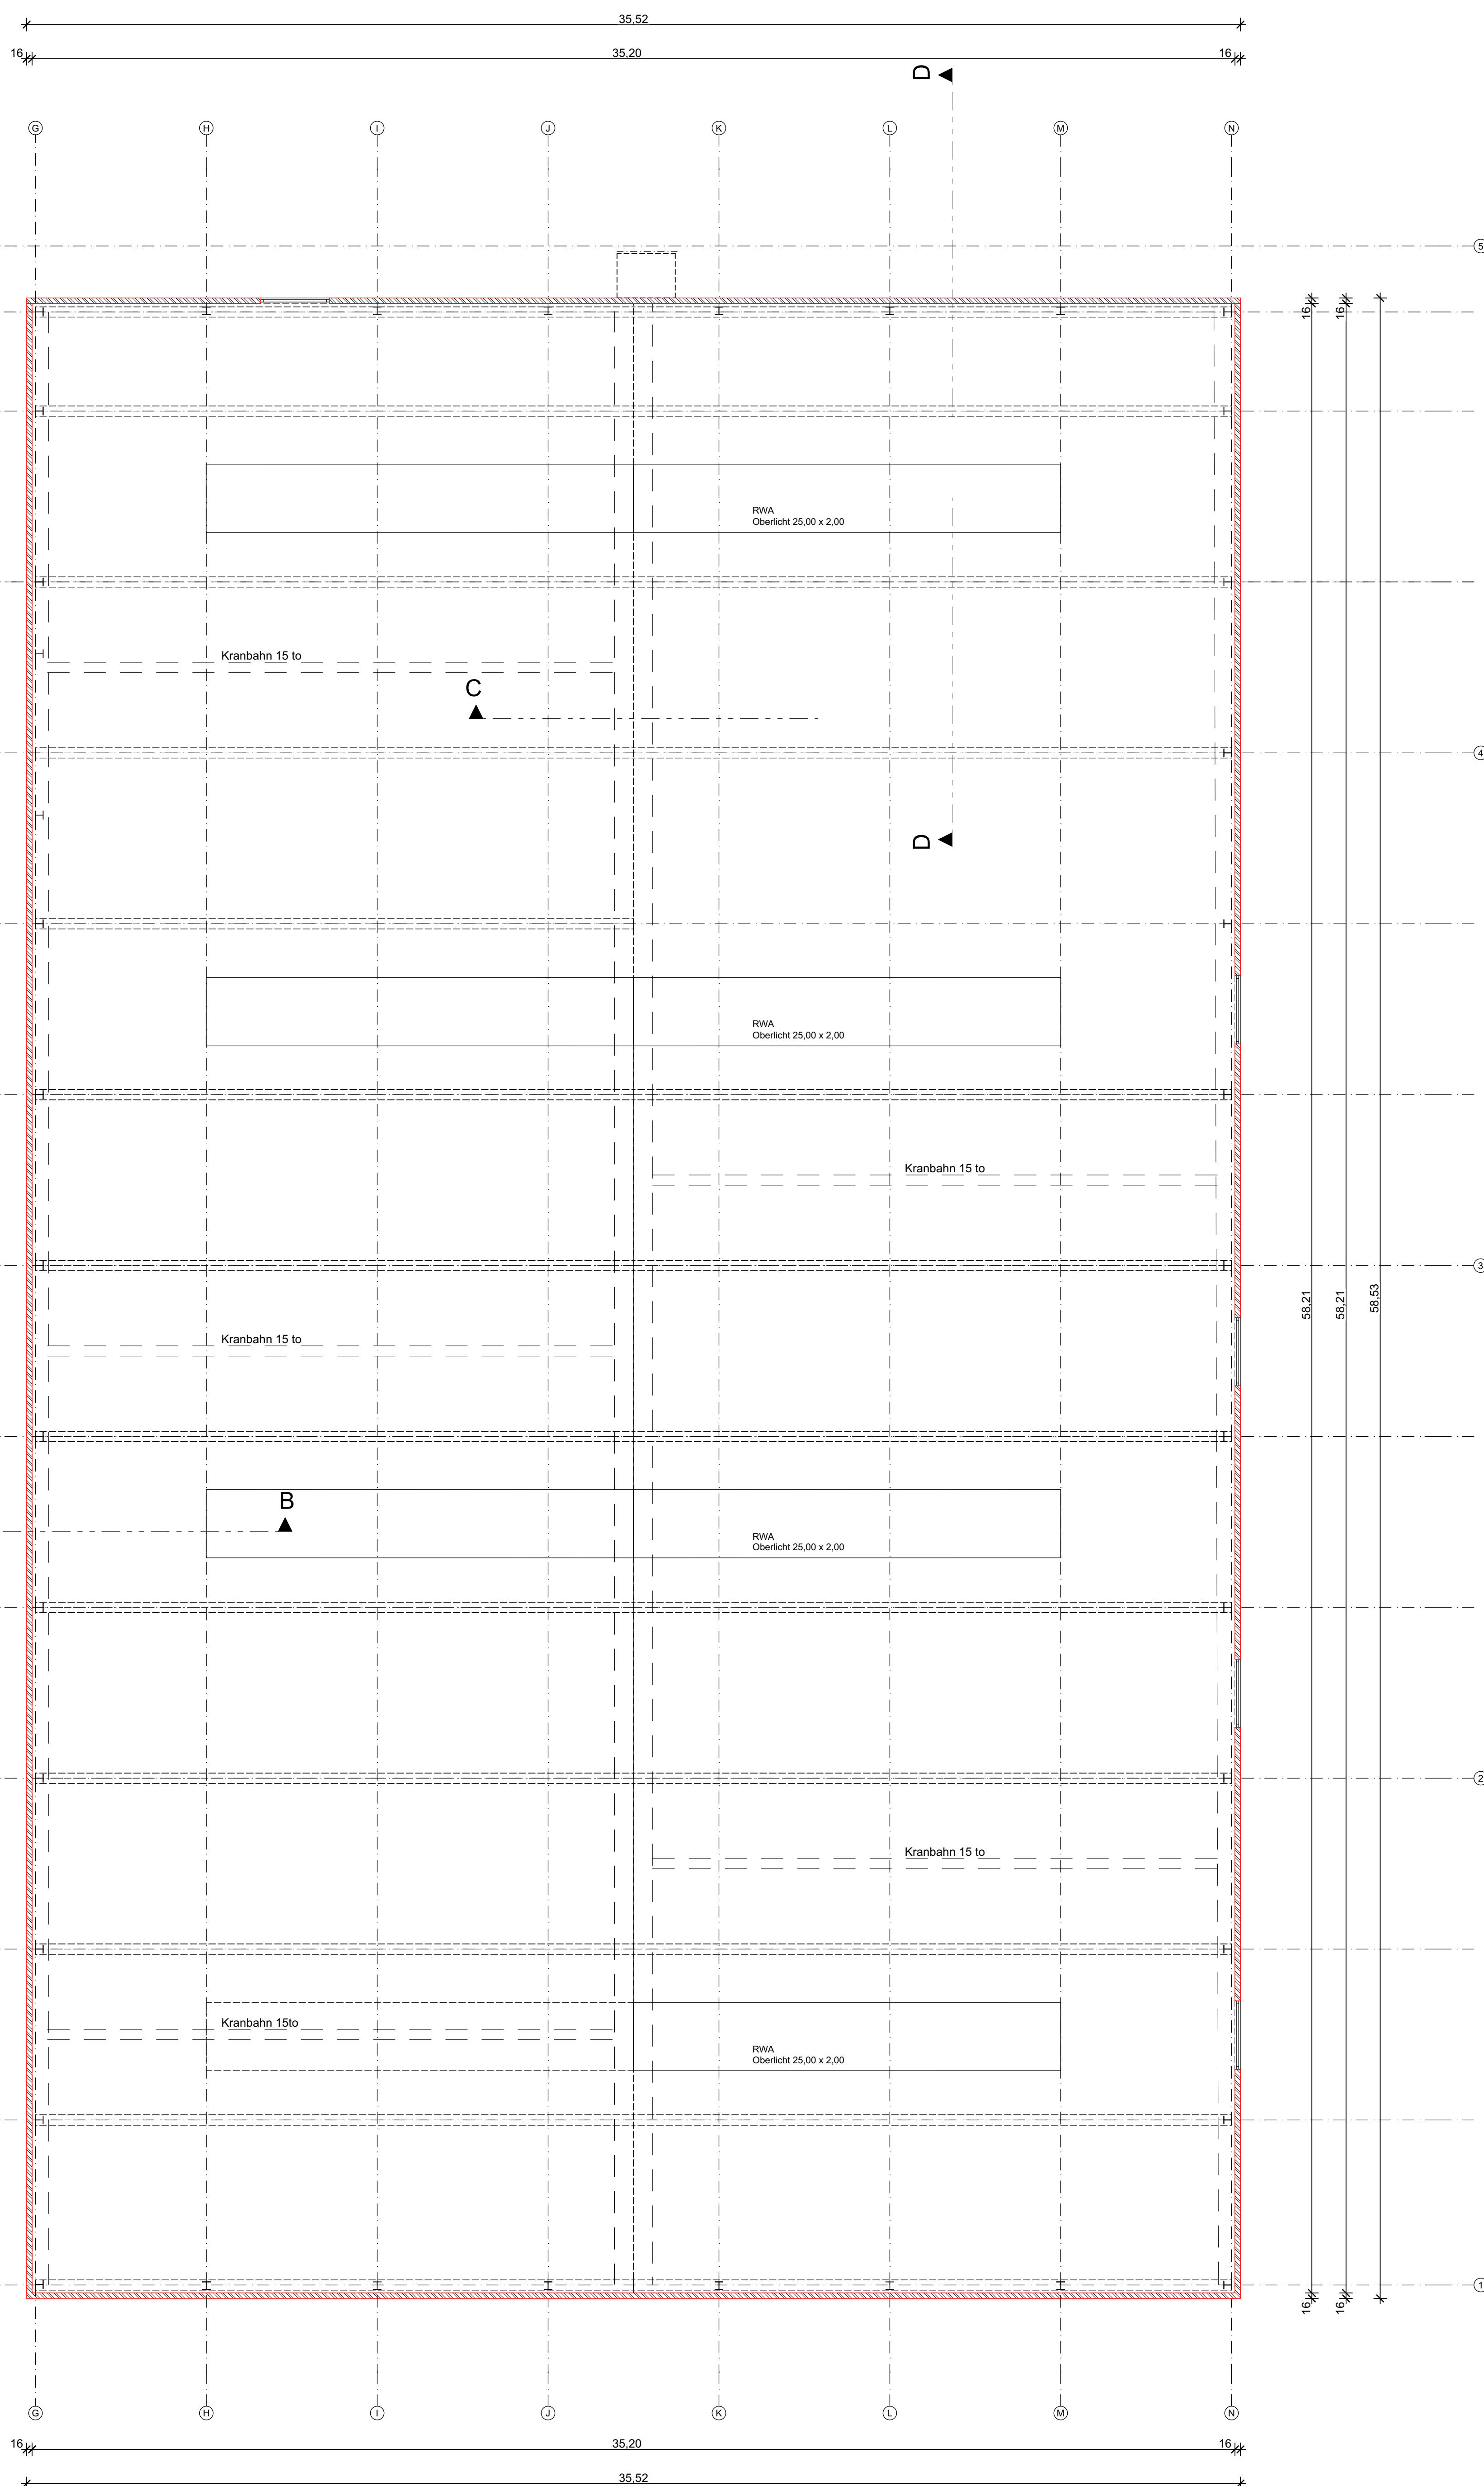 35,52
16 35,20 16
D
G H I J K L M N
5
16 16
RWA
Oberlicht 25,00 x 2,00
Kranbahn 15 to
C
4
D
RWA
Oberlicht 25,00 x 2,00
Kranbahn 15 to
3
58,21 58,21 58,53
Kranbahn 15 to
B
RWA
Oberlicht 25,00 x 2,00
2
Kranbahn 15 to
Kranbahn 15to
RWA
Oberlicht 25,00 x 2,00
1
16 16
G H I J K L M N
16 35,20 16
35,52